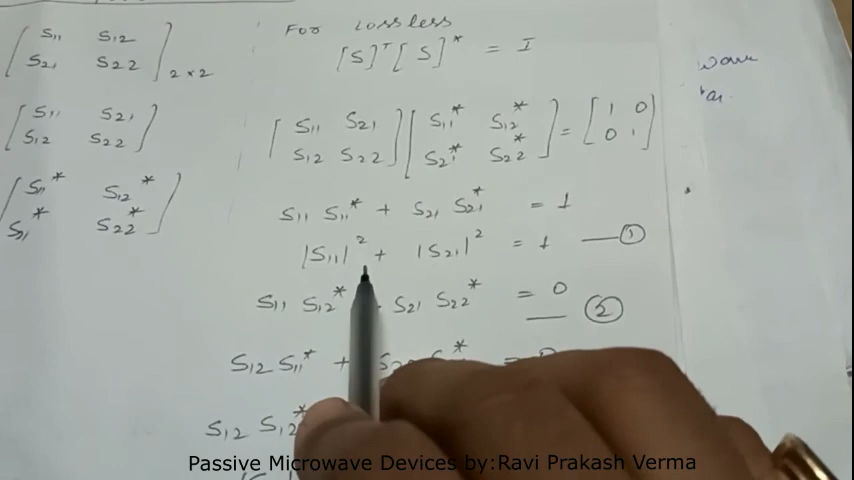 [ S11 S12
S21 S22 ] 2x2
[ S11 S21
S12 S22 ]
[ S11* S12*
S21* S22* ]
For Lossless
[S]ᵀ[S]* = I
[ S11 S21
S12 S22 ] [ S11* S12*
S21* S22* ] = [ 1 0
0 1 ]
S11 S11* + S21 S21* = 1
|S11|² + |S21|² = 1 — ①
S11 S12* S21 S22* = 0 — ②
S12 S11* +
S12 S12*
Passive Microwave Devices by:Ravi Prakash Verma